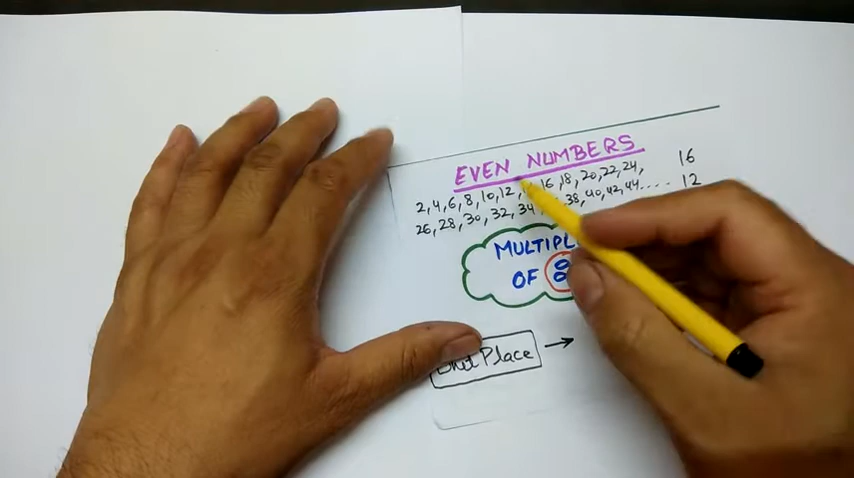 EVEN NUMBERS
2, 4, 6, 8, 10, 12, 16, 18, 20, 22, 24, 16
26, 28, 30, 32, 34 38, 40, 42, 44.... 12
MULTIPL
OF
Place →